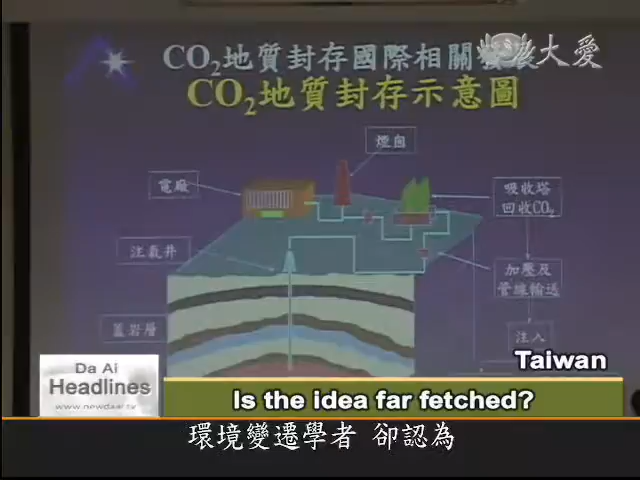 CO₂地質封存國際相關發展
大愛
CO₂地質封存示意圖
煙囪
電廠
吸收塔
回收CO₂
注氣井
加壓及
管線輸送
蓋岩層
注入
Taiwan
Da Ai
Headlines
www.newdaai.tv
Is the idea far fetched?
環境變遷學者 卻認為